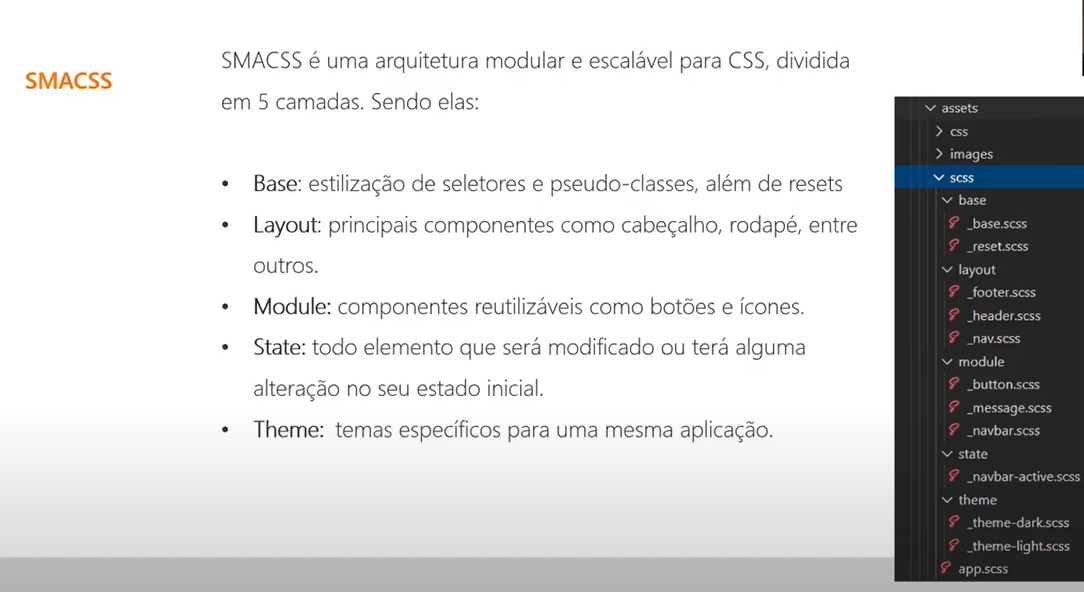 SMACSS
SMACSS é uma arquitetura modular e escalável para CSS, dividida
em 5 camadas. Sendo elas:
• Base: estilização de seletores e pseudo-classes, além de resets
• Layout: principais componentes como cabeçalho, rodapé, entre
outros.
• Module: componentes reutilizáveis como botões e ícones.
• State: todo elemento que será modificado ou terá alguma
alteração no seu estado inicial.
• Theme: temas específicos para uma mesma aplicação.
assets
css
images
scss
base
_base.scss
_reset.scss
layout
_footer.scss
_header.scss
_nav.scss
module
_button.scss
_message.scss
_navbar.scss
state
_navbar-active.scss
theme
_theme-dark.scss
_theme-light.scss
app.scss